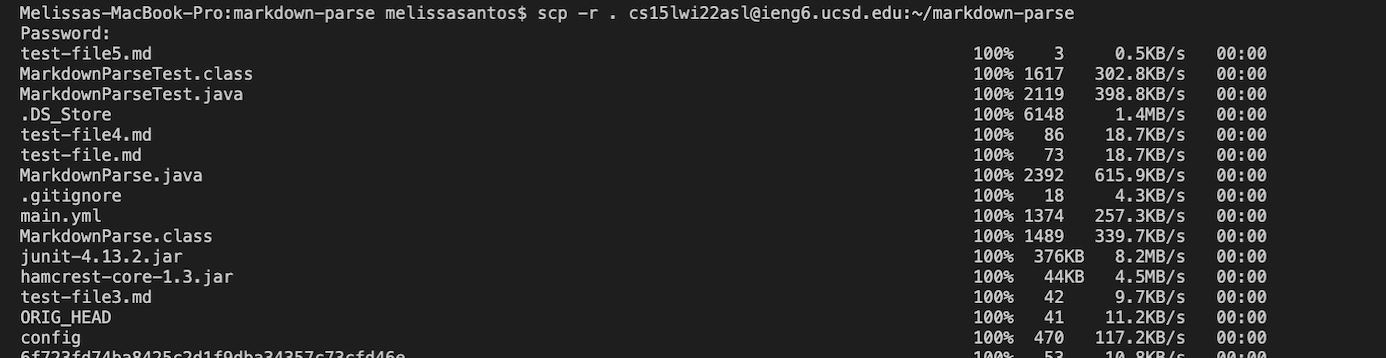 Melissas-MacBook-Pro:markdown-parse melissasantos$ scp -r . cs15lwi22asl@ieng6.ucsd.edu:~/markdown-parse
Password:
test-file5.md 100% 3 0.5KB/s 00:00
MarkdownParseTest.class 100% 1617 302.8KB/s 00:00
MarkdownParseTest.java 100% 2119 398.8KB/s 00:00
.DS_Store 100% 6148 1.4MB/s 00:00
test-file4.md 100% 86 18.7KB/s 00:00
test-file.md 100% 73 18.7KB/s 00:00
MarkdownParse.java 100% 2392 615.9KB/s 00:00
.gitignore 100% 18 4.3KB/s 00:00
main.yml 100% 1374 257.3KB/s 00:00
MarkdownParse.class 100% 1489 339.7KB/s 00:00
junit-4.13.2.jar 100% 376KB 8.2MB/s 00:00
hamcrest-core-1.3.jar 100% 44KB 4.5MB/s 00:00
test-file3.md 100% 42 9.7KB/s 00:00
ORIG_HEAD 100% 41 11.2KB/s 00:00
config 100% 470 117.2KB/s 00:00
100% 53 10.8KB/s 00:00